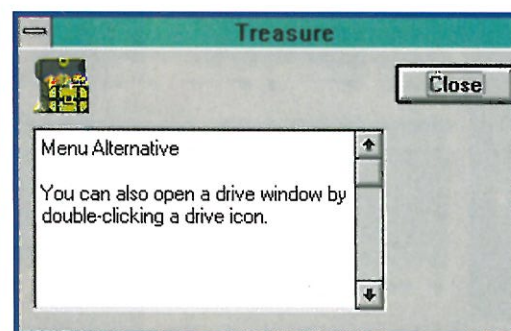 Treasure
Close
Menu Alternative
You can also open a drive window by
double-clicking a drive icon.